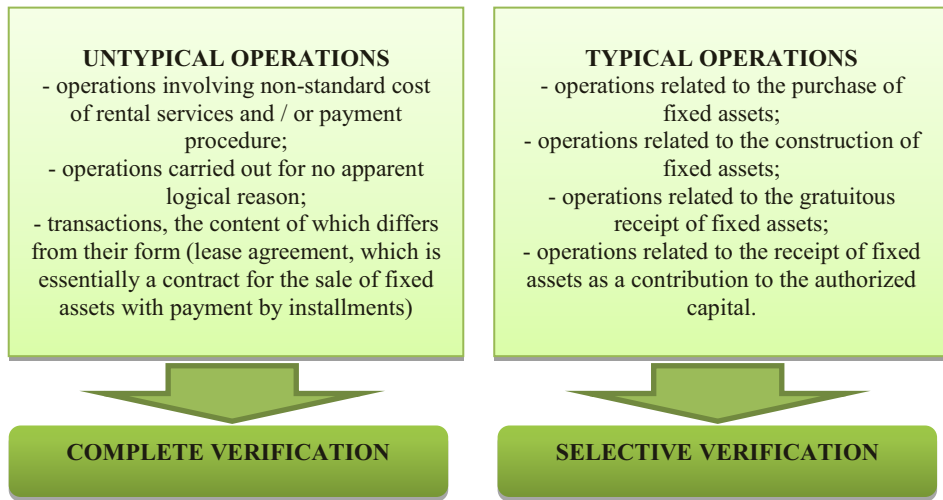 UNTYPICAL OPERATIONS
- operations involving non-standard cost
of rental services and / or payment
procedure;
- operations carried out for no apparent
logical reason;
- transactions, the content of which differs
from their form (lease agreement, which is
essentially a contract for the sale of fixed
assets with payment by installments)
COMPLETE VERIFICATION
TYPICAL OPERATIONS
- operations related to the purchase of
fixed assets;
- operations related to the construction of
fixed assets;
- operations related to the gratuitous
receipt of fixed assets;
- operations related to the receipt of fixed
assets as a contribution to the authorized
capital.
SELECTIVE VERIFICATION